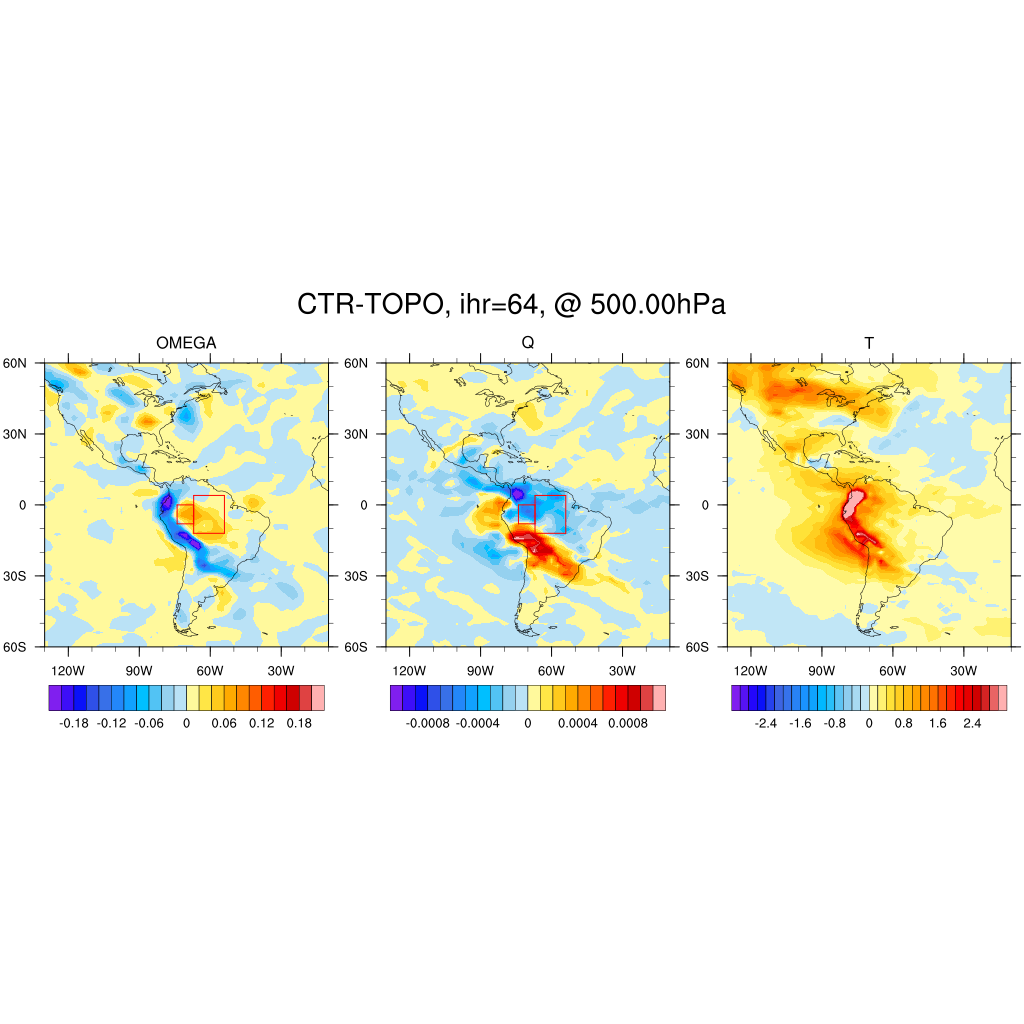 CTR-TOPO, ihr=64, @ 500.00hPa
OMEGA Q T
60N 60N 60N
30N 30N 30N
0 0 0
30S 30S 30S
60S 60S 60S
120W 90W 60W 30W 120W 90W 60W 30W 120W 90W 60W 30W
-0.18 -0.12 -0.06 0 0.06 0.12 0.18 -0.0008 -0.0004 0 0.0004 0.0008 -2.4 -1.6 -0.8 0 0.8 1.6 2.4